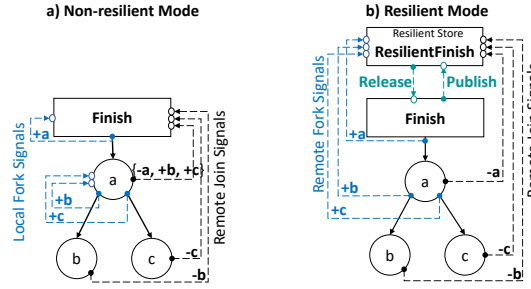 a) Non-resilient Mode
Finish
+a
Local Fork Signals
a
{-a, +b, +c}
+b
+c
b
c
-c
-b
Remote Join Signals
b) Resilient Mode
Resilient Store
ResilientFinish
Release
Publish
Finish
Remote Fork Signals
+a
a
-a
+b
+c
b
c
-c
-b